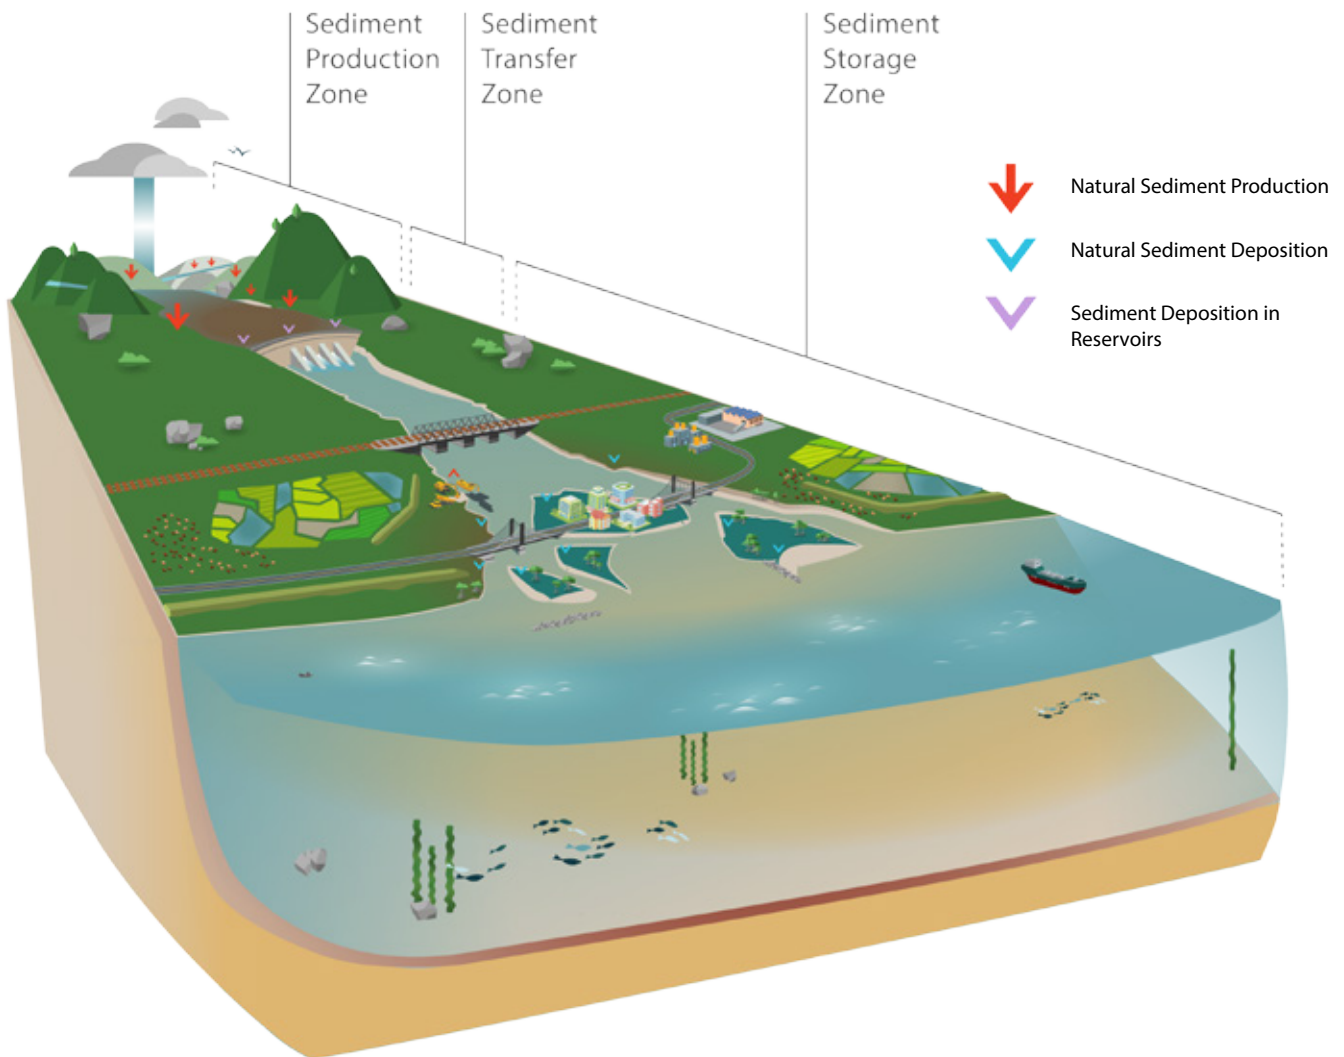 Sediment
Production
Zone
Sediment
Transfer
Zone
Sediment
Storage
Zone
Natural Sediment Production
Natural Sediment Deposition
Sediment Deposition in
Reservoirs